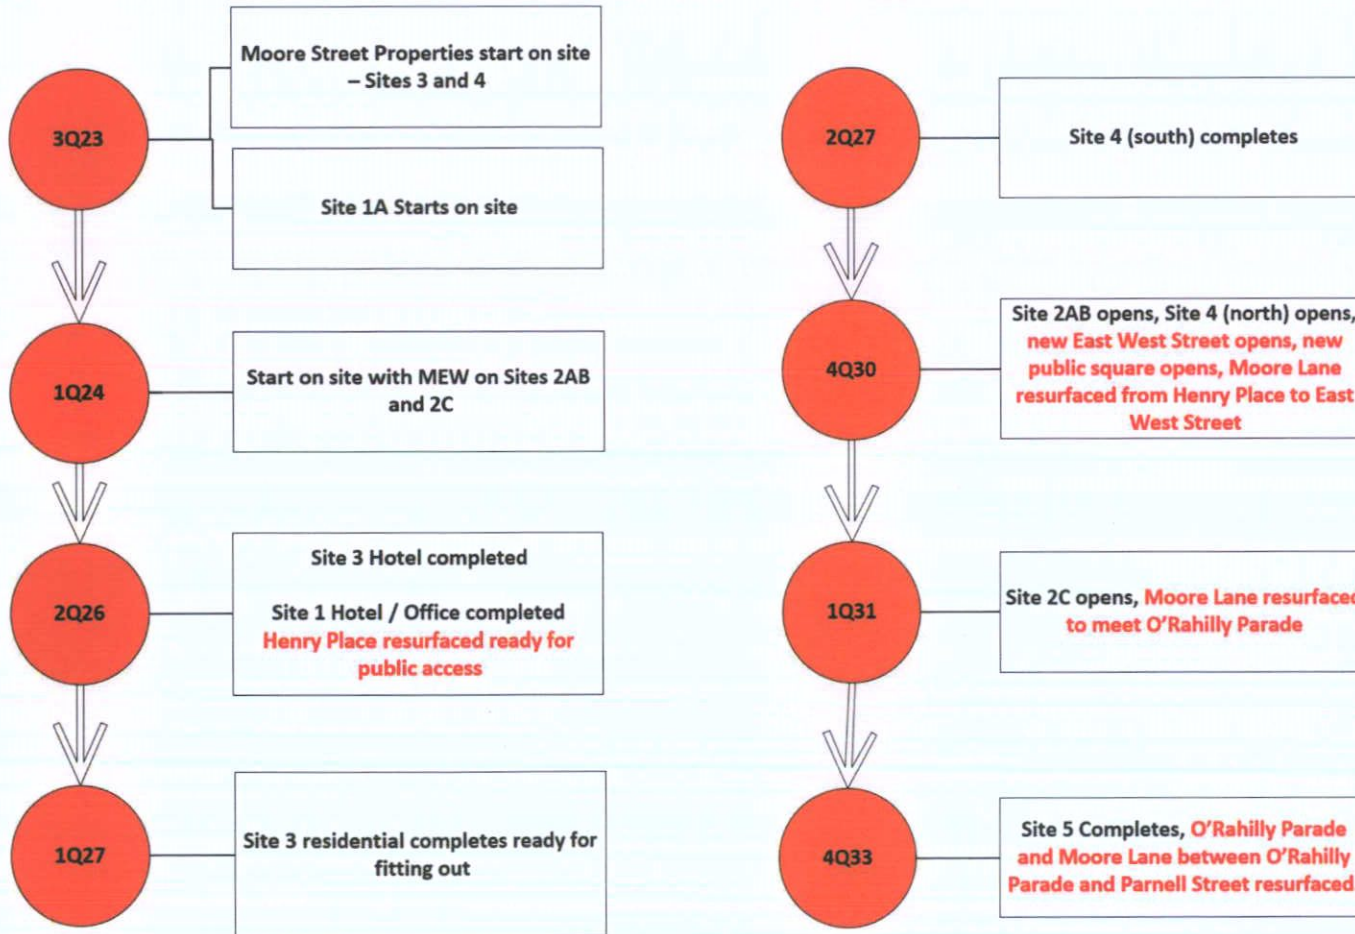 3Q23
Moore Street Properties start on site
– Sites 3 and 4
Site 1A Starts on site
1Q24
Start on site with MEW on Sites 2AB
and 2C
2Q26
Site 3 Hotel completed
Site 1 Hotel / Office completed
Henry Place resurfaced ready for
public access
1Q27
Site 3 residential completes ready for
fitting out
2Q27
Site 4 (south) completes
4Q30
Site 2AB opens, Site 4 (north) opens,
new East West Street opens, new
public square opens, Moore Lane
resurfaced from Henry Place to East
West Street
1Q31
Site 2C opens, Moore Lane resurfaced
to meet O'Rahilly Parade
4Q33
Site 5 Completes, O'Rahilly Parade
and Moore Lane between O'Rahilly
Parade and Parnell Street resurfaced